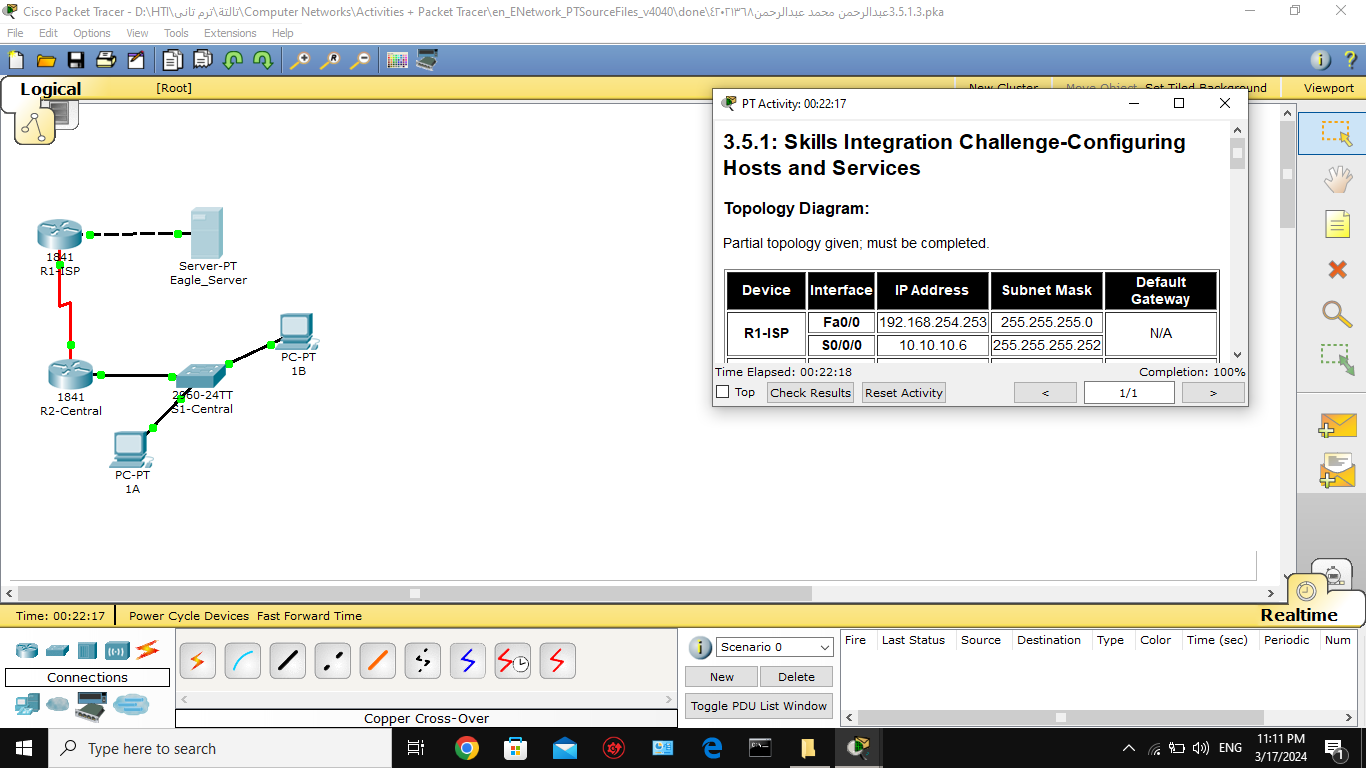 Cisco Packet Tracer - D:\HTI\ثالثة\ترم تانى\Computer Networks\Activities + Packet Tracer\en_ENetwork_PTSourceFiles_v4040\done\عبدالرحمن محمد عبدالرحمن٤٢٠٢١٣٦٨3.5.1.3.pka
File Edit Options View Tools Extensions Help
Logical [Root] New Cluster Move Object Set Tiled Background Viewport
1841
R1-ISP
Server-PT
Eagle_Server
PC-PT
1B
1841
R2-Central
2960-24TT
S1-Central
PC-PT
1A
PT Activity: 00:22:17
3.5.1: Skills Integration Challenge-Configuring
Hosts and Services
Topology Diagram:
Partial topology given; must be completed.
Device Interface IP Address Subnet Mask Default Gateway
R1-ISP Fa0/0 192.168.254.253 255.255.255.0 N/A
S0/0/0 10.10.10.6 255.255.255.252
Time Elapsed: 00:22:18 Completion: 100%
Top Check Results Reset Activity < 1/1 >
Time: 00:22:17 Power Cycle Devices Fast Forward Time Realtime
Connections
Copper Cross-Over
Scenario 0
New Delete
Toggle PDU List Window
Fire Last Status Source Destination Type Color Time (sec) Periodic Num
Type here to search
ENG
11:11 PM
3/17/2024
1